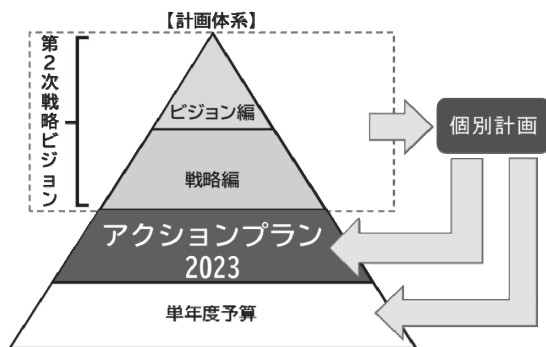 【計画体系】
第2次戦略ビジョン
ビジョン編
戦略編
個別計画
アクションプラン
2023
単年度予算